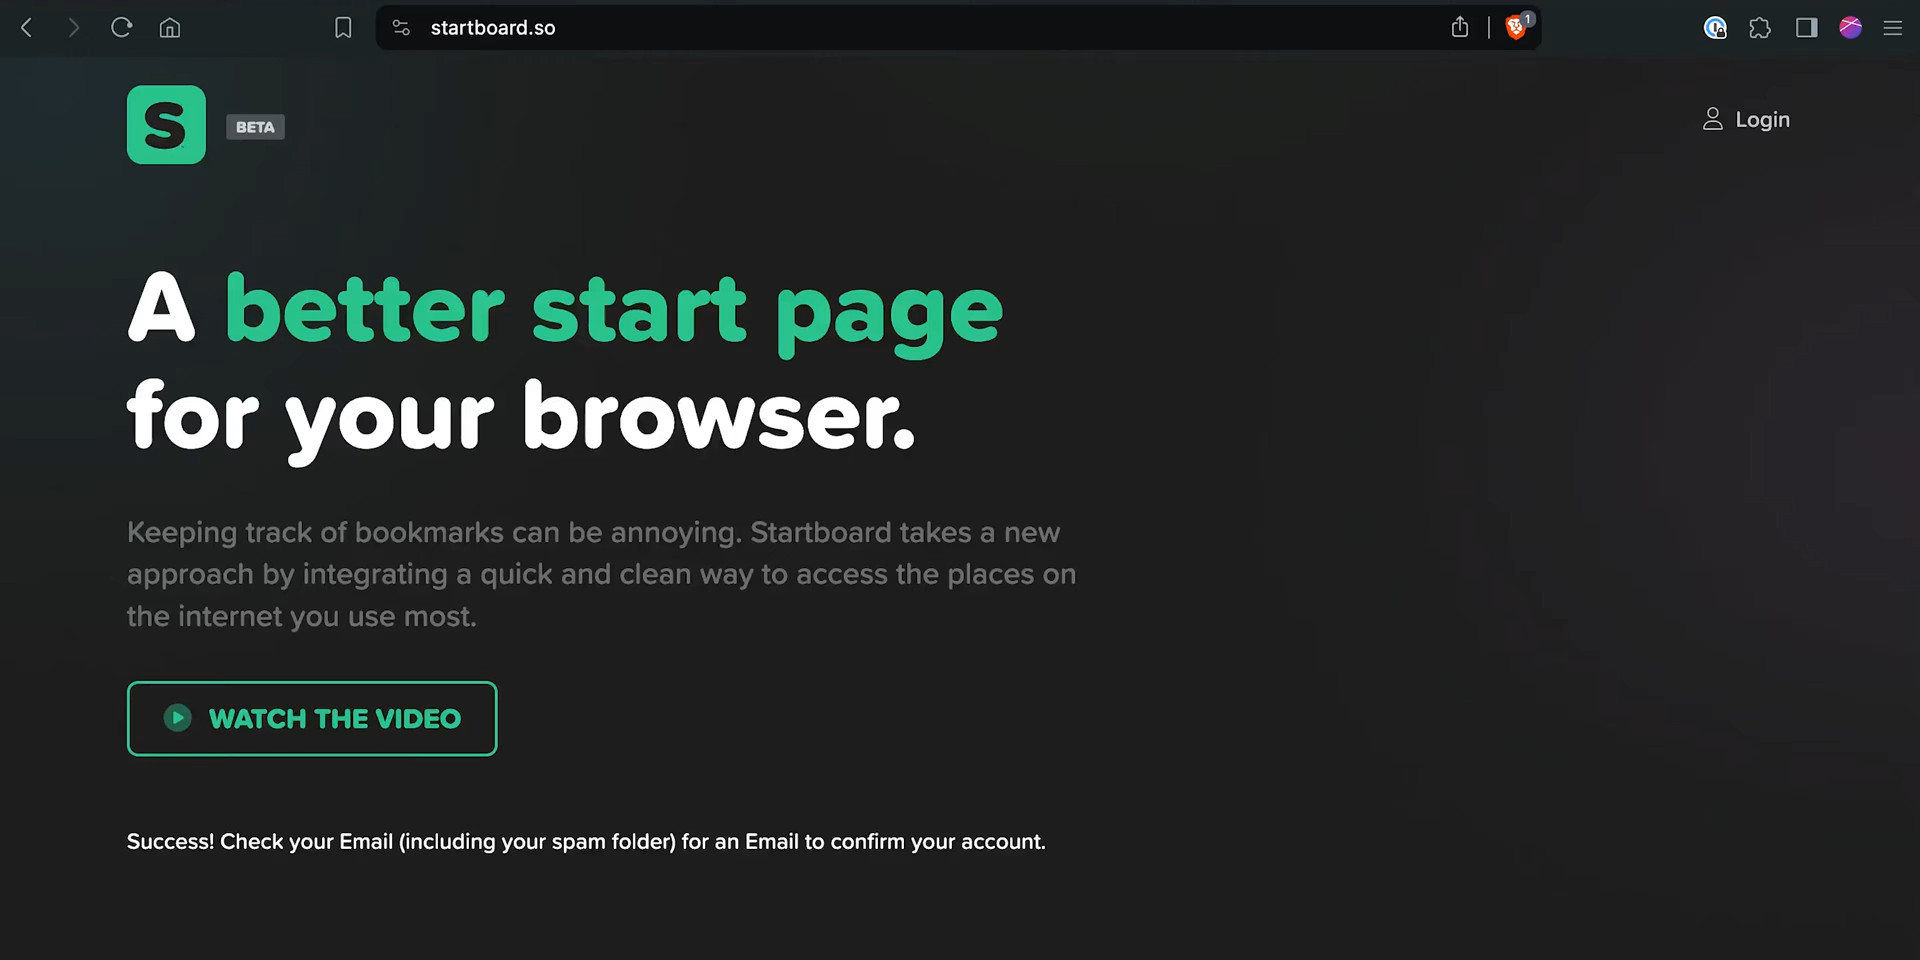 startboard.so
1
S
BETA
Login
A better start page
for your browser.
Keeping track of bookmarks can be annoying. Startboard takes a new
approach by integrating a quick and clean way to access the places on
the internet you use most.
WATCH THE VIDEO
Success! Check your Email (including your spam folder) for an Email to confirm your account.